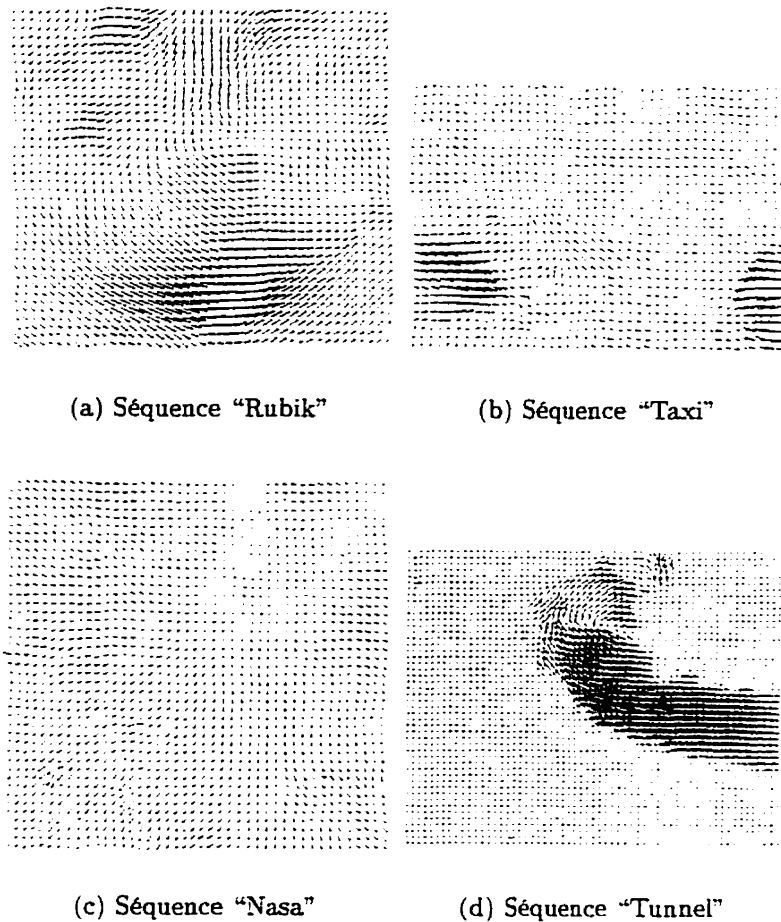 (a) Séquence “Rubik”
(b) Séquence “Taxi”
(c) Séquence “Nasa”
(d) Séquence “Tunnel”